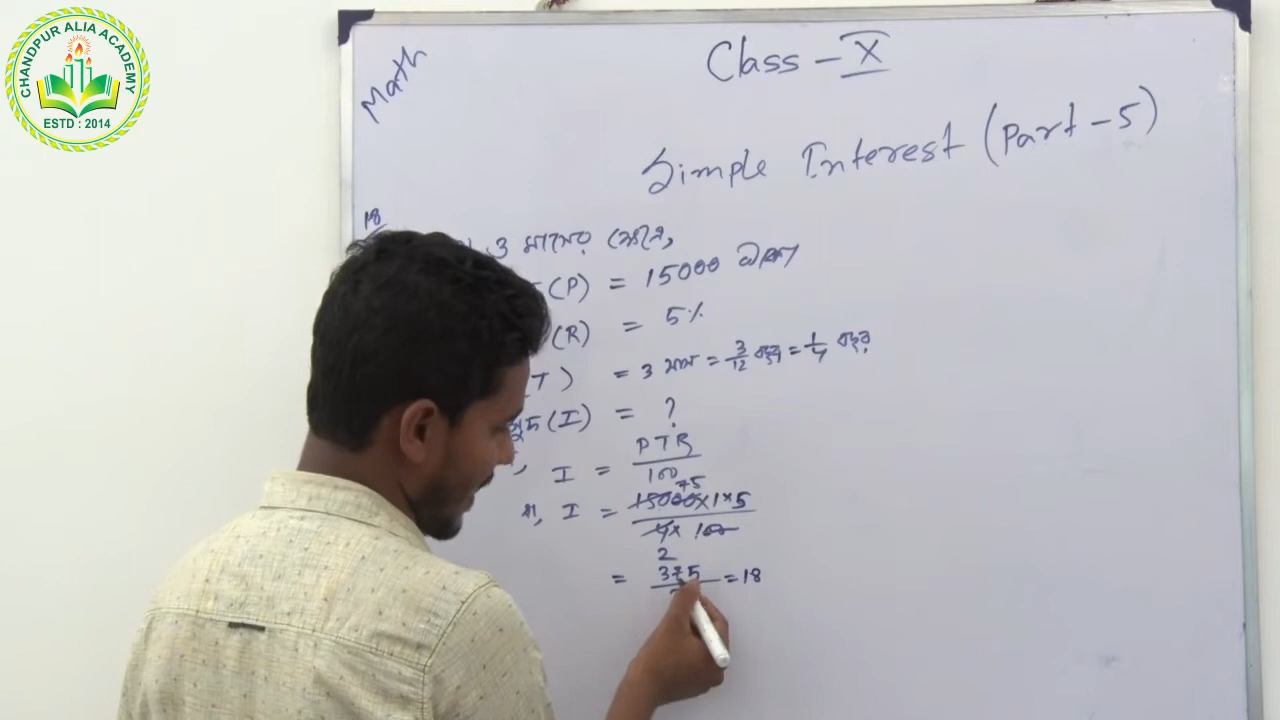 CHANDPUR ALIA ACADEMY
ESTD : 2014
Math
Class - X
Simple Interest (Part - 5)
18
3 মাসের ক্ষেত্রে,
(P) = 15000 টাকা
(R) = 5%
(T) = 3 মাস = 3/12 বছর = 1/4 বছর
সুদ (I) = ?
, I = PTR/100
75
বা, I = 15000×1×5/4×100
2
= 375/ = 18